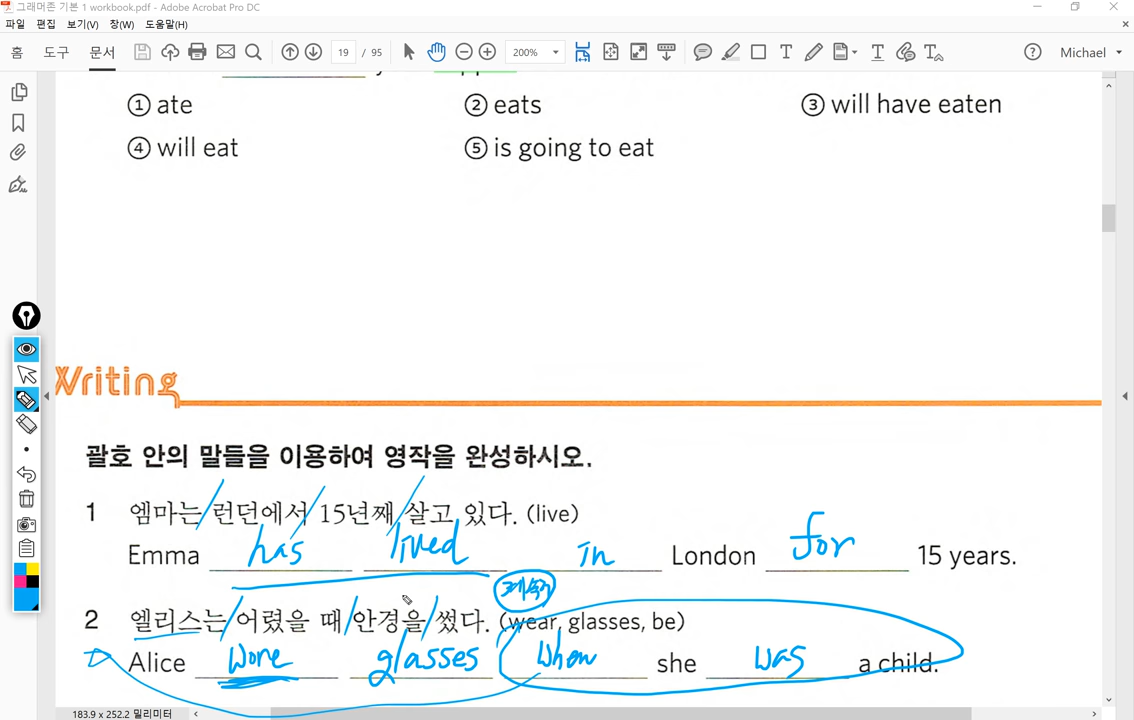 그래머존 기본 1 workbook.pdf - Adobe Acrobat Pro DC
파일 편집 보기(V) 창(W) 도움말(H)
홈 도구 문서 19 / 95 200% Michael
① ate ② eats ③ will have eaten
④ will eat ⑤ is going to eat
Writing
괄호 안의 말들을 이용하여 영작을 완성하시오.
1 엠마는 런던에서 15년째 살고 있다. (live)
Emma has lived in London for 15 years.
계속
2 엘리스는 어렸을 때 안경을 썼다. (wear, glasses, be)
Alice wore glasses when she was a child.
183.9 x 252.2 밀리미터